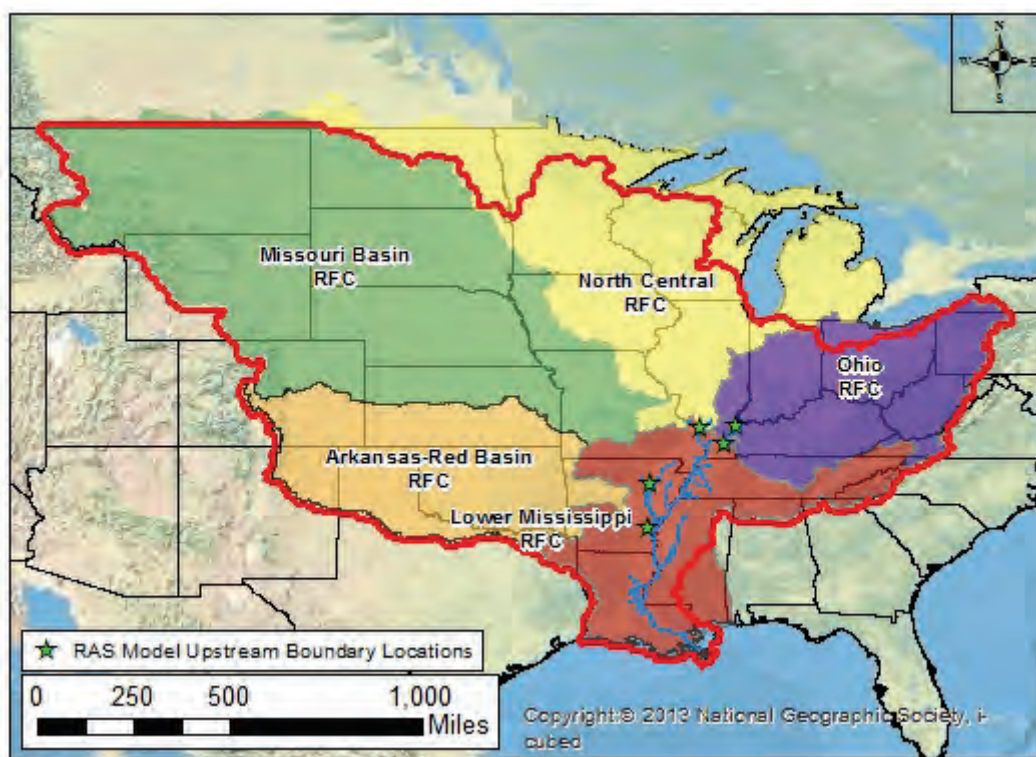 N
W E
S
Missouri Basin
RFC
North Central
RFC
Ohio
RFC
Arkansas-Red Basin
RFC
Lower Mississippi
RFC
RAS Model Upstream Boundary Locations
0 250 500 1,000
Miles
Copyright:© 2013 National Geographic Society, i-
cubed